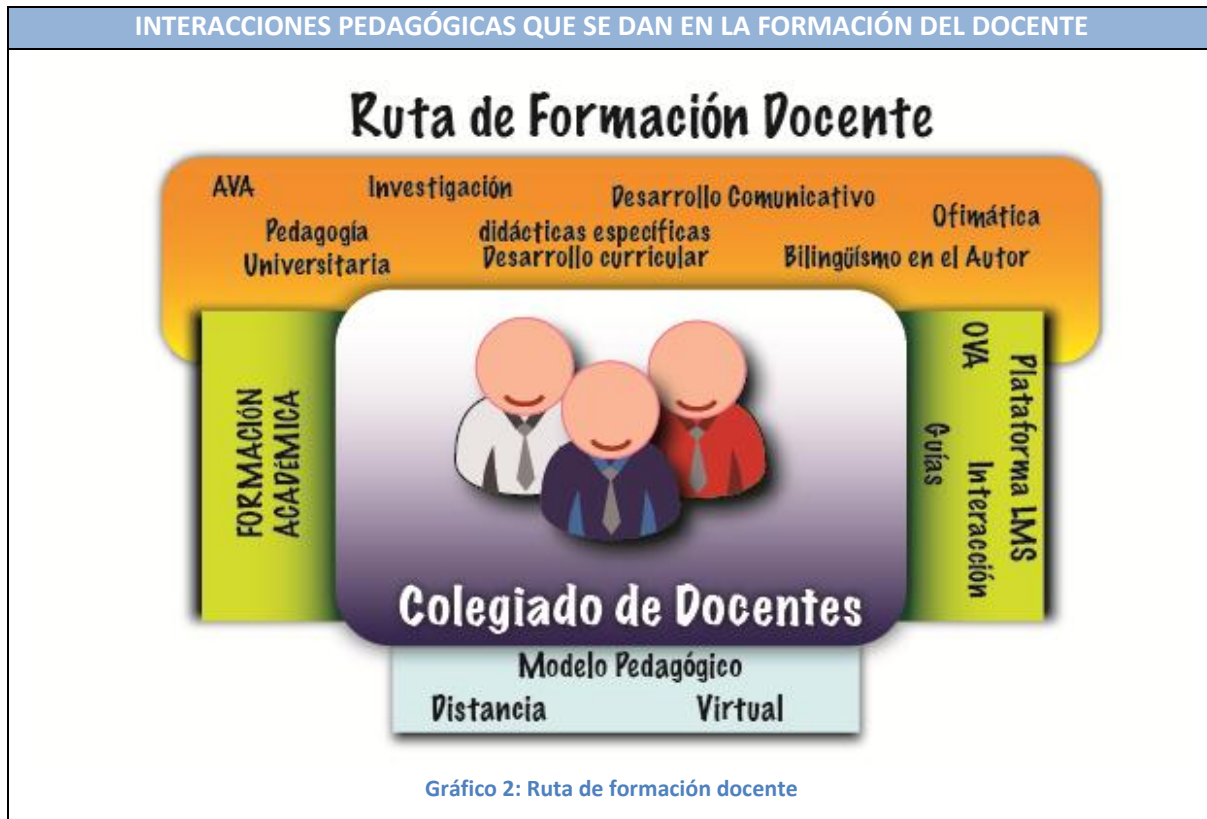 INTERACCIONES PEDAGÓGICAS QUE SE DAN EN LA FORMACIÓN DEL DOCENTE
Ruta de Formación Docente
AVA
Investigación
Desarrollo Comunicativo
Ofimática
Pedagogía
Universitaria
didácticas específicas
Desarrollo curricular
Bilingüísmo en el Autor
FORMACIÓN
ACADÉMICA
OVA
Plataforma LMS
Guías
Interacción
Colegiado de Docentes
Modelo Pedagógico
Distancia
Virtual
Gráfico 2: Ruta de formación docente